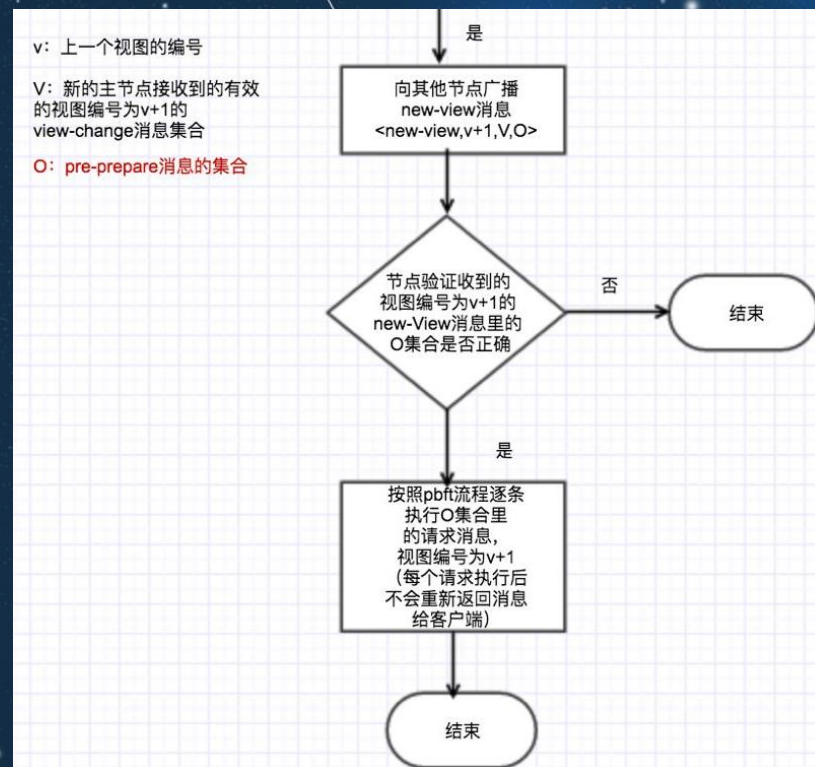 v：上一个视图的编号
V：新的主节点接收到的有效
的视图编号为v+1的
view-change消息集合
O：pre-prepare消息的集合
是
向其他节点广播
new-view消息
<new-view,v+1,V,O>
节点验证收到的
视图编号为v+1的
new-View消息里的
O集合是否正确
否
结束
是
按照pbft流程逐条
执行O集合里
的请求消息，
视图编号为v+1
（每个请求执行后
不会重新返回消息
给客户端）
结束